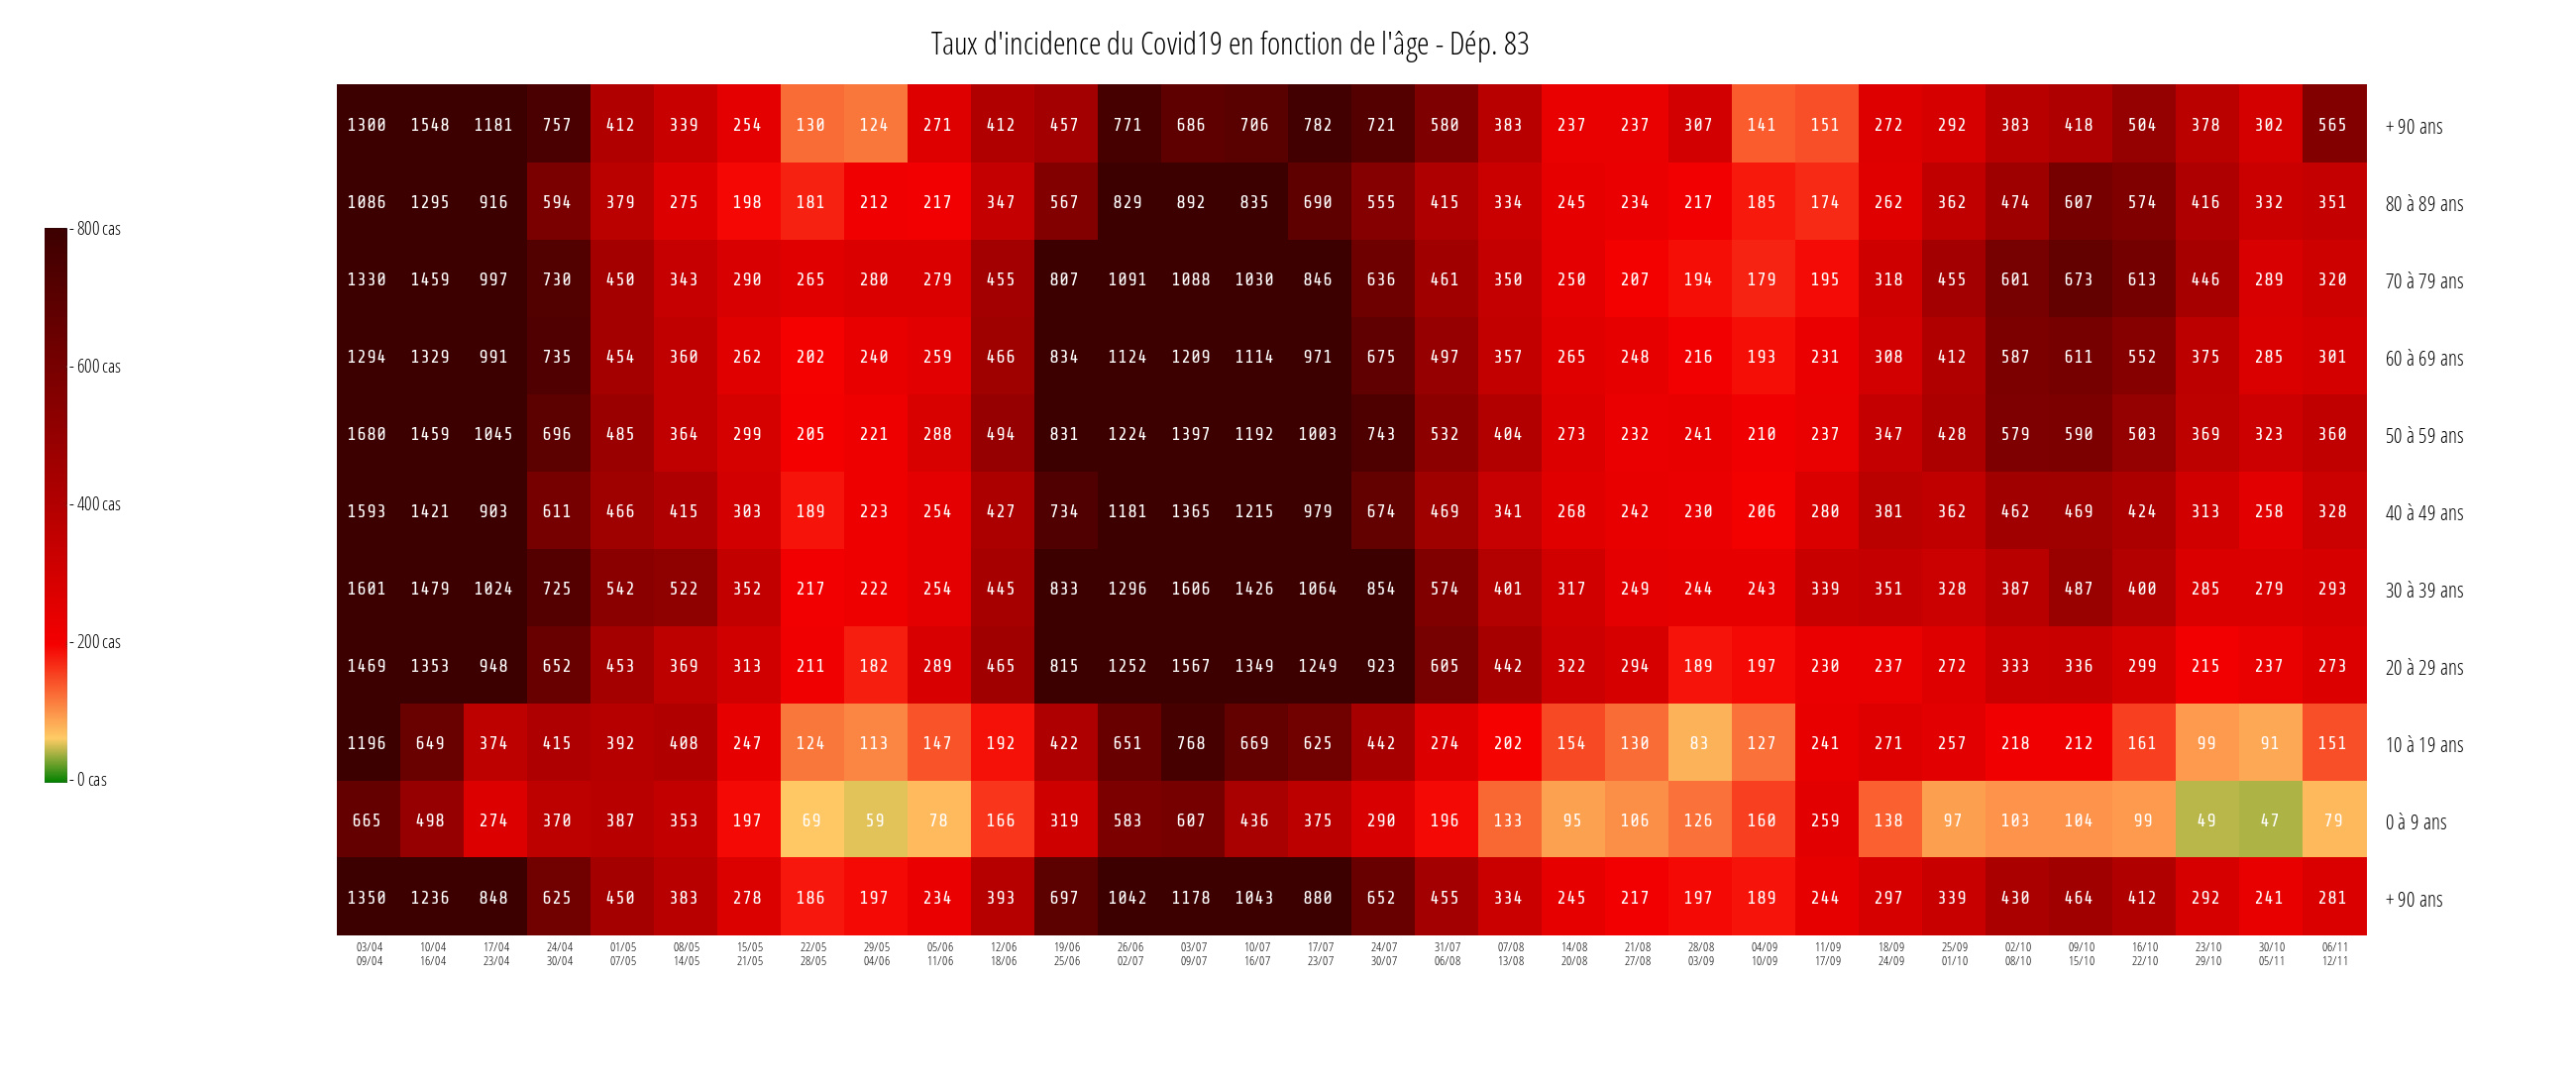 Taux d'incidence du Covid19 en fonction de l'âge - Dép. 83
- 800 cas
- 600 cas
- 400 cas
- 200 cas
- 0 cas
1300 1548 1181 757 412 339 254 130 124 271 412 457 771 686 706 782 721 580 383 237 237 307 141 151 272 292 383 418 504 378 302 565 + 90 ans
1086 1295 916 594 379 275 198 181 212 217 347 567 829 892 835 690 555 415 334 245 234 217 185 174 262 362 474 607 574 416 332 351 80 à 89 ans
1330 1459 997 730 450 343 290 265 280 279 455 807 1091 1088 1030 846 636 461 350 250 207 194 179 195 318 455 601 673 613 446 289 320 70 à 79 ans
1294 1329 991 735 454 360 262 202 240 259 466 834 1124 1209 1114 971 675 497 357 265 248 216 193 231 308 412 587 611 552 375 285 301 60 à 69 ans
1680 1459 1045 696 485 364 299 205 221 288 494 831 1224 1397 1192 1003 743 532 404 273 232 241 210 237 347 428 579 590 503 369 323 360 50 à 59 ans
1593 1421 903 611 466 415 303 189 223 254 427 734 1181 1365 1215 979 674 469 341 268 242 230 206 280 381 362 462 469 424 313 258 328 40 à 49 ans
1601 1479 1024 725 542 522 352 217 222 254 445 833 1296 1606 1426 1064 854 574 401 317 249 244 243 339 351 328 387 487 400 285 279 293 30 à 39 ans
1469 1353 948 652 453 369 313 211 182 289 465 815 1252 1567 1349 1249 923 605 442 322 294 189 197 230 237 272 333 336 299 215 237 273 20 à 29 ans
1196 649 374 415 392 408 247 124 113 147 192 422 651 768 669 625 442 274 202 154 130 83 127 241 271 257 218 212 161 99 91 151 10 à 19 ans
665 498 274 370 387 353 197 69 59 78 166 319 583 607 436 375 290 196 133 95 106 126 160 259 138 97 103 104 99 49 47 79 0 à 9 ans
1350 1236 848 625 450 383 278 186 197 234 393 697 1042 1178 1043 880 652 455 334 245 217 197 189 244 297 339 430 464 412 292 241 281 + 90 ans
03/04 10/04 17/04 24/04 01/05 08/05 15/05 22/05 29/05 05/06 12/06 19/06 26/06 03/07 10/07 17/07 24/07 31/07 07/08 14/08 21/08 28/08 04/09 11/09 18/09 25/09 02/10 09/10 16/10 23/10 30/10 06/11
09/04 16/04 23/04 30/04 07/05 14/05 21/05 28/05 04/06 11/06 18/06 25/06 02/07 09/07 16/07 23/07 30/07 06/08 13/08 20/08 27/08 03/09 10/09 17/09 24/09 01/10 08/10 15/10 22/10 29/10 05/11 12/11